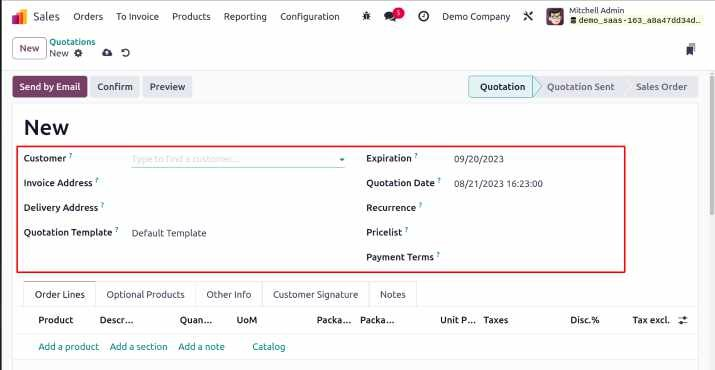 Sales Orders To Invoice Products Reporting Configuration 5 Demo Company Mitchell Admin
demo_saas-163_a8a47dd34d...
New Quotations
New
Send by Email Confirm Preview Quotation Quotation Sent Sales Order
New
Customer ? Type to find a customer... Expiration ? 09/20/2023
Invoice Address ? Quotation Date ? 08/21/2023 16:23:00
Delivery Address ? Recurrence ?
Quotation Template ? Default Template Pricelist ?
Payment Terms ?
Order Lines Optional Products Other Info Customer Signature Notes
Product Descr... Quan... UoM Packa... Packa... Unit P... Taxes Disc.% Tax excl.
Add a product Add a section Add a note Catalog